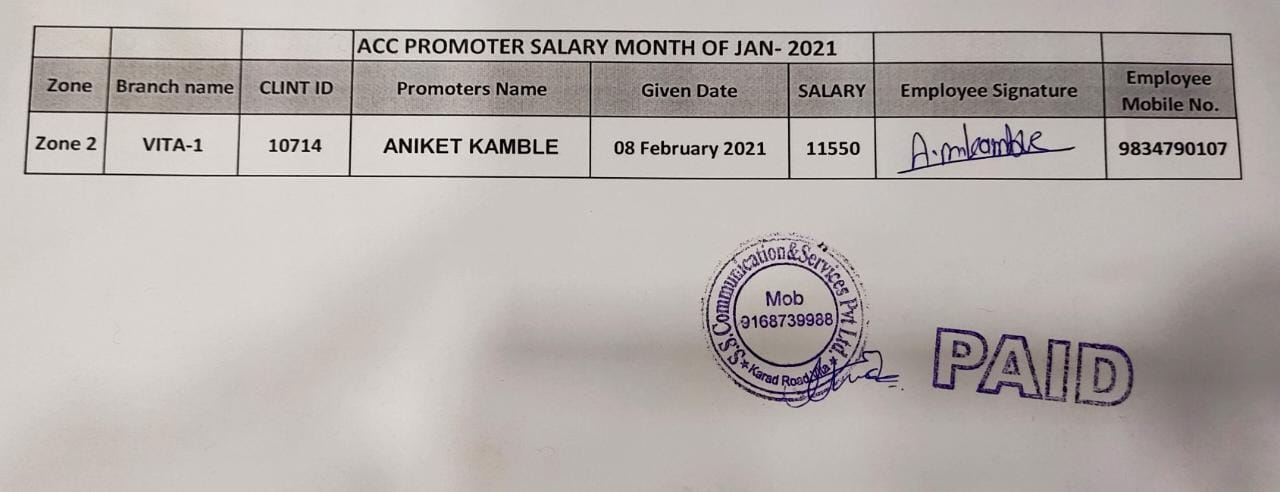 ACC PROMOTER SALARY MONTH OF JAN- 2021
Zone Branch name CLINT ID Promoters Name Given Date SALARY Employee Signature Employee Mobile No.
Zone 2 VITA-1 10714 ANIKET KAMBLE 08 February 2021 11550 A.mkamble 9834790107
S.S.Communication&Services Pvt.Ltd.
Mob
9168739988
Karad Road
PAID